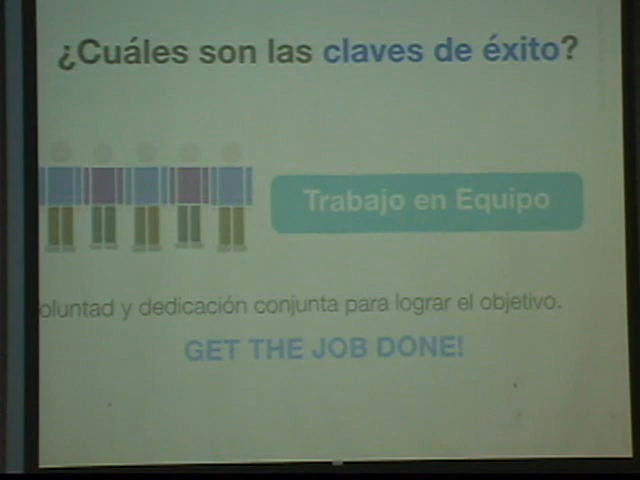 ¿Cuáles son las claves de éxito?
Trabajo en Equipo
oluntad y dedicación conjunta para lograr el objetivo.
GET THE JOB DONE!